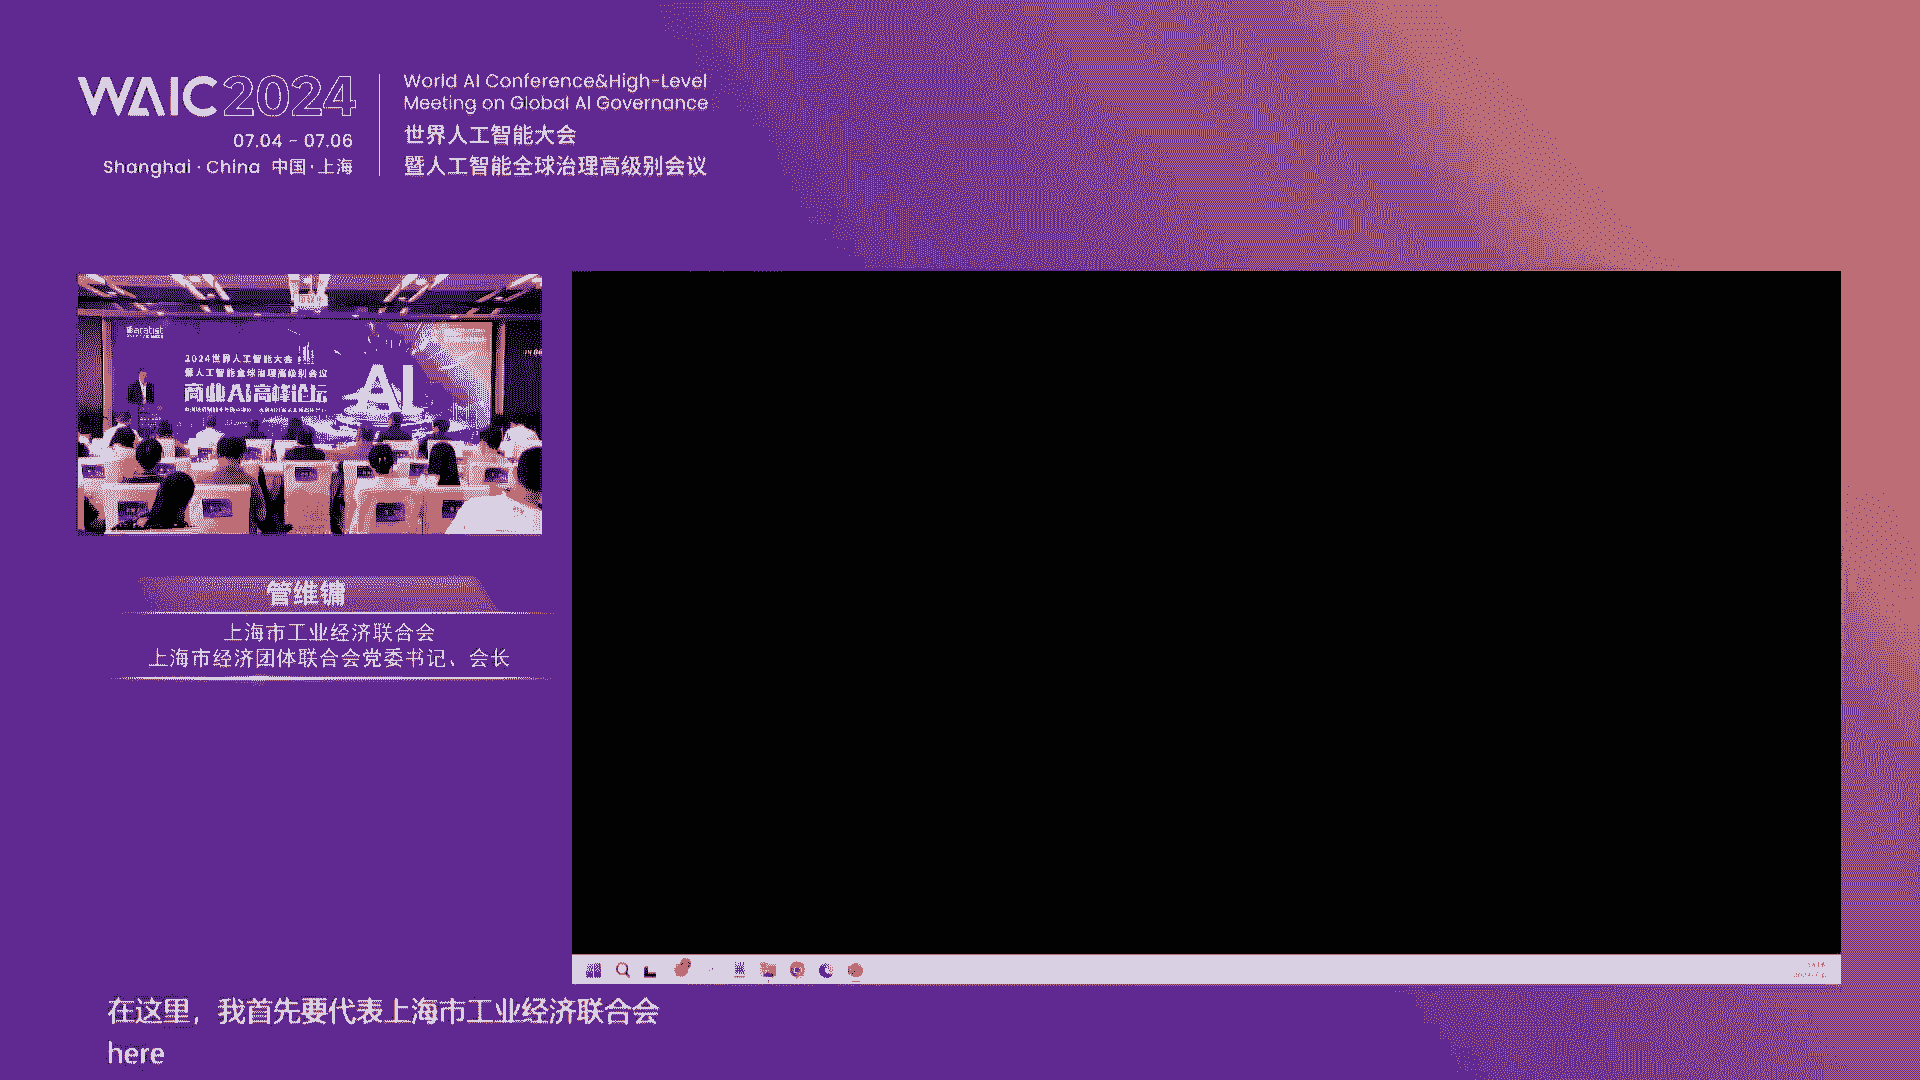 WAIC 2024
07.04 - 07.06
Shanghai · China 中国·上海
World AI Conference&High-Level
Meeting on Global AI Governance
世界人工智能大会
暨人工智能全球治理高级别会议
2024世界人工智能大会
暨人工智能全球治理高级别会议
商业AI高峰论坛
AI
管维镛
上海市工业经济联合会
上海市经济团体联合会党委书记、会长
在这里，我首先要代表上海市工业经济联合会
here